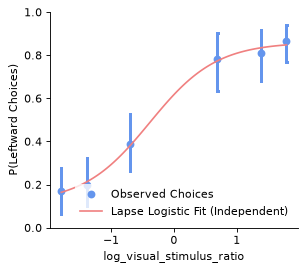 1.0
0.8
0.6
0.4
0.2
0.0
P(Leftward Choices)
Observed Choices
Lapse Logistic Fit (Independent)
−1
0
1
log_visual_stimulus_ratio